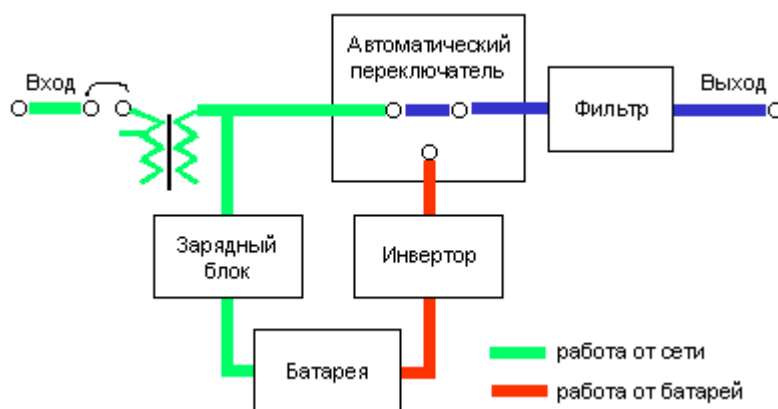 Вход
Автоматический
переключатель
Фильтр
Выход
Зарядный
блок
Инвертор
Батарея
работа от сети
работа от батарей